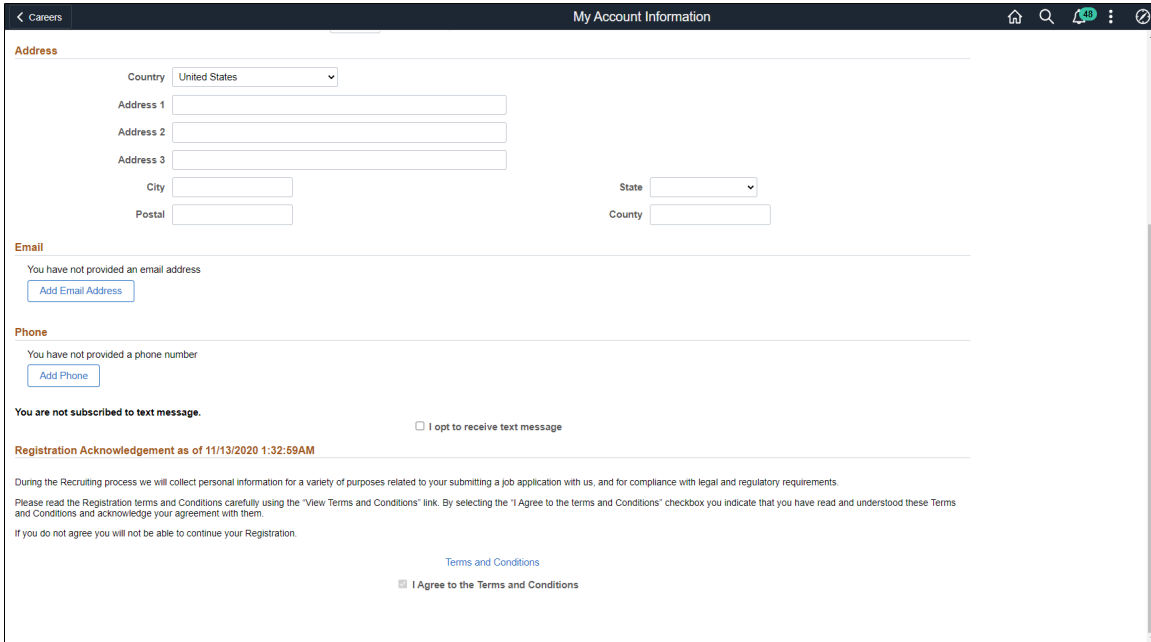 Careers
My Account Information
48
Address
Country United States
Address 1
Address 2
Address 3
City State
Postal County
Email
You have not provided an email address
Add Email Address
Phone
You have not provided a phone number
Add Phone
You are not subscribed to text message.
I opt to receive text message
Registration Acknowledgement as of 11/13/2020 1:32:59AM
During the Recruiting process we will collect personal information for a variety of purposes related to your submitting a job application with us, and for compliance with legal and regulatory requirements.
Please read the Registration terms and Conditions carefully using the “View Terms and Conditions” link. By selecting the “I Agree to the terms and Conditions” checkbox you indicate that you have read and understood these Terms
and Conditions and acknowledge your agreement with them.
If you do not agree you will not be able to continue your Registration.
Terms and Conditions
I Agree to the Terms and Conditions